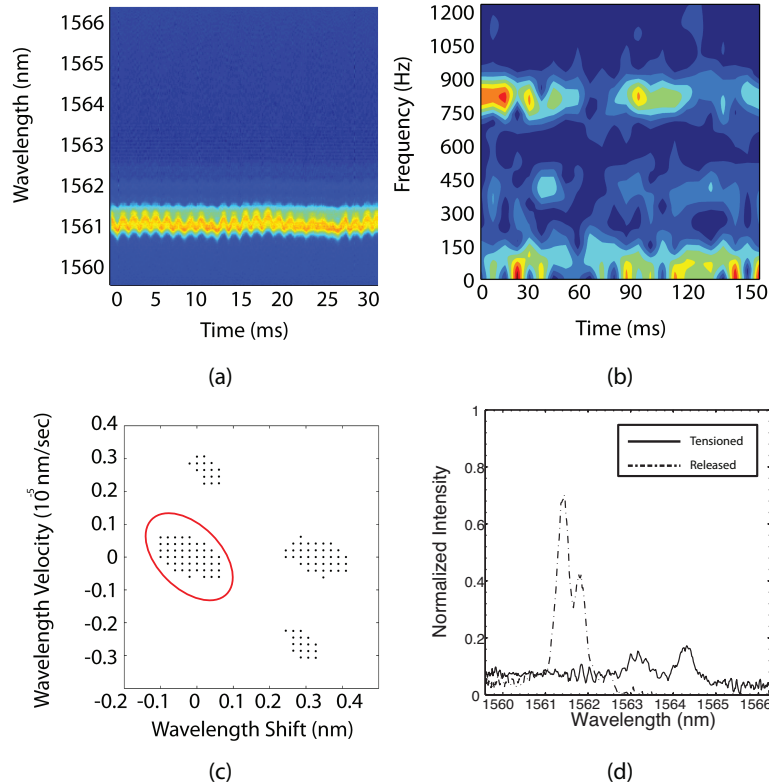 1566
1565
1564
1563
1562
1561
1560
Wavelength (nm)
0 5 10 15 20 25 30
Time (ms)
(a)
1200
1050
900
750
600
450
300
150
0
Frequency (Hz)
0 30 60 90 120 150
Time (ms)
(b)
0.4
0.3
0.2
0.1
0
-0.1
-0.2
-0.3
Wavelength Velocity (10^-5 nm/sec)
-0.2 -0.1 0 0.1 0.2 0.3 0.4
Wavelength Shift (nm)
(c)
1
0.8
0.6
0.4
0.2
0
Normalized Intensity
Tensioned
Released
1560 1561 1562 1563 1564 1565 1566
Wavelength (nm)
(d)